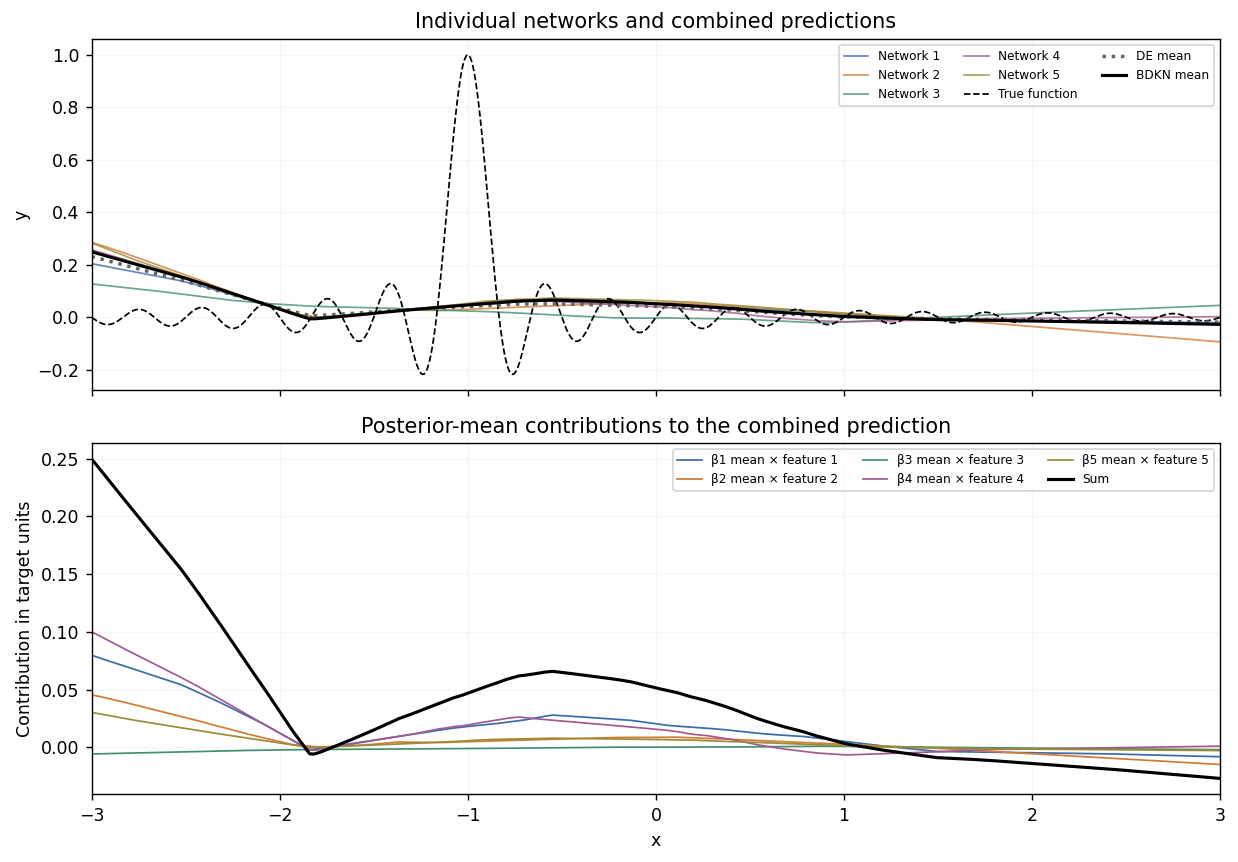 Individual networks and combined predictions
1.0
0.8
0.6
0.4
0.2
0.0
−0.2
y
Network 1
Network 2
Network 3
Network 4
Network 5
True function
DE mean
BDKN mean
Posterior-mean contributions to the combined prediction
0.25
0.20
0.15
0.10
0.05
0.00
Contribution in target units
β1 mean × feature 1
β2 mean × feature 2
β3 mean × feature 3
β4 mean × feature 4
β5 mean × feature 5
Sum
−3
−2
−1
0
1
2
3
x